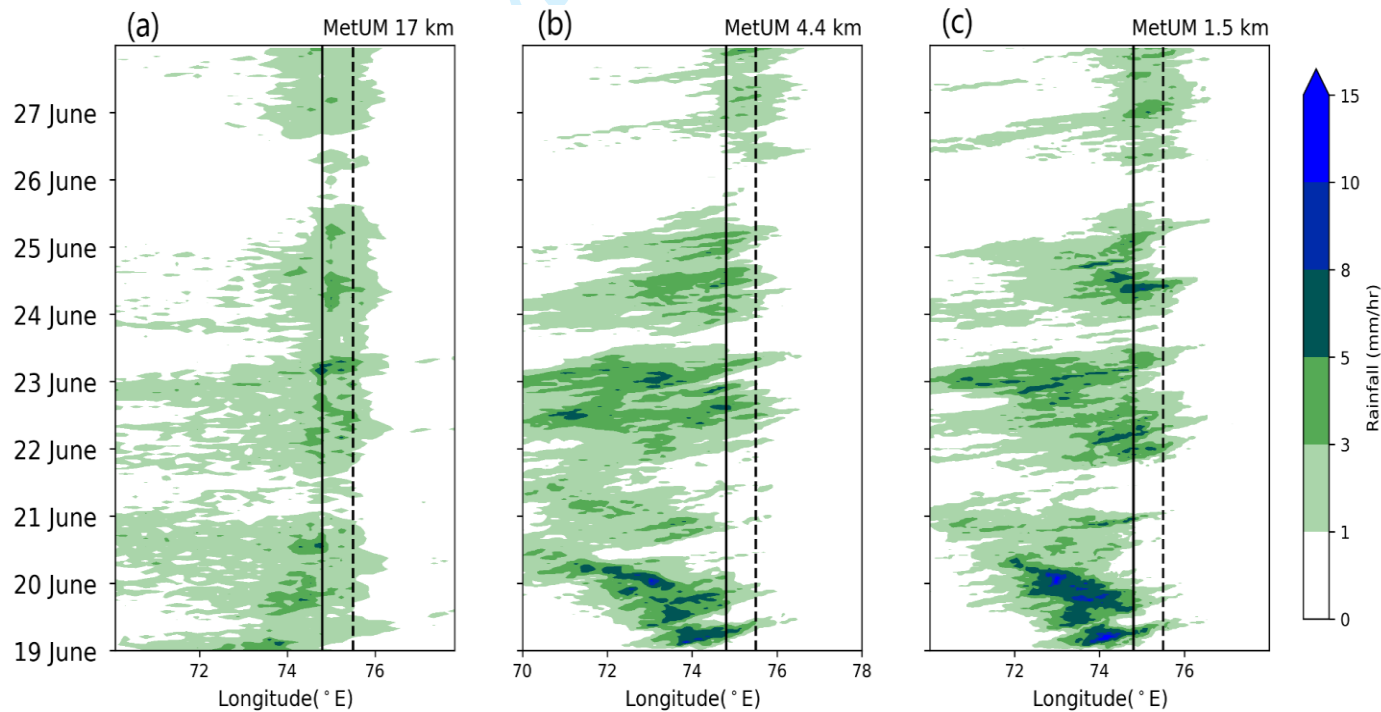 (a) MetUM 17 km
(b) MetUM 4.4 km
(c) MetUM 1.5 km
27 June
26 June
25 June
24 June
23 June
22 June
21 June
20 June
19 June
72 74 76
Longitude(°E)
70 72 74 76 78
Longitude(°E)
72 74 76
Longitude(°E)
15
10
8
5
3
1
0
Rainfall (mm/hr)